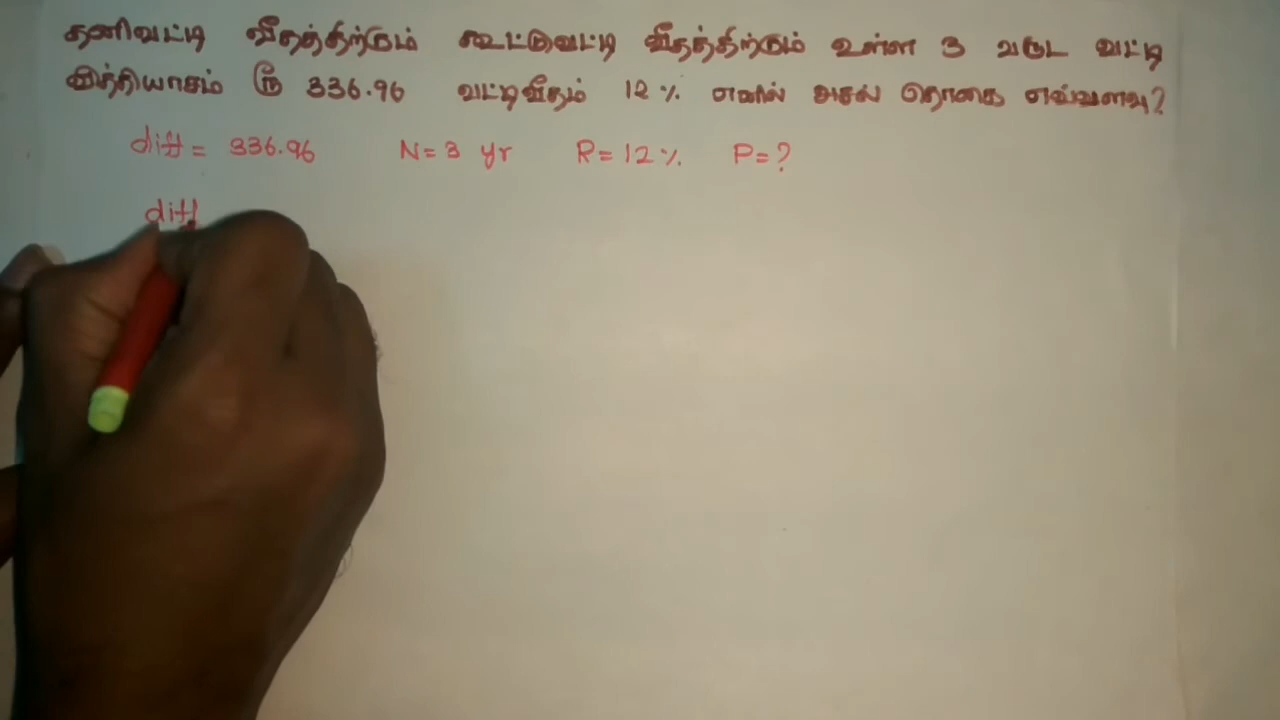 தனிவட்டி வீதத்திற்கும் கூட்டுவட்டி வீதத்திற்கும் உள்ள 3 வருட வட்டி
வித்தியாசம் ரூ 336.96 வட்டிவீதம் 12% எனில் அசல் தொகை எவ்வளவு?
diff = 336.96 N= 3 yr R= 12% P= ?
diff